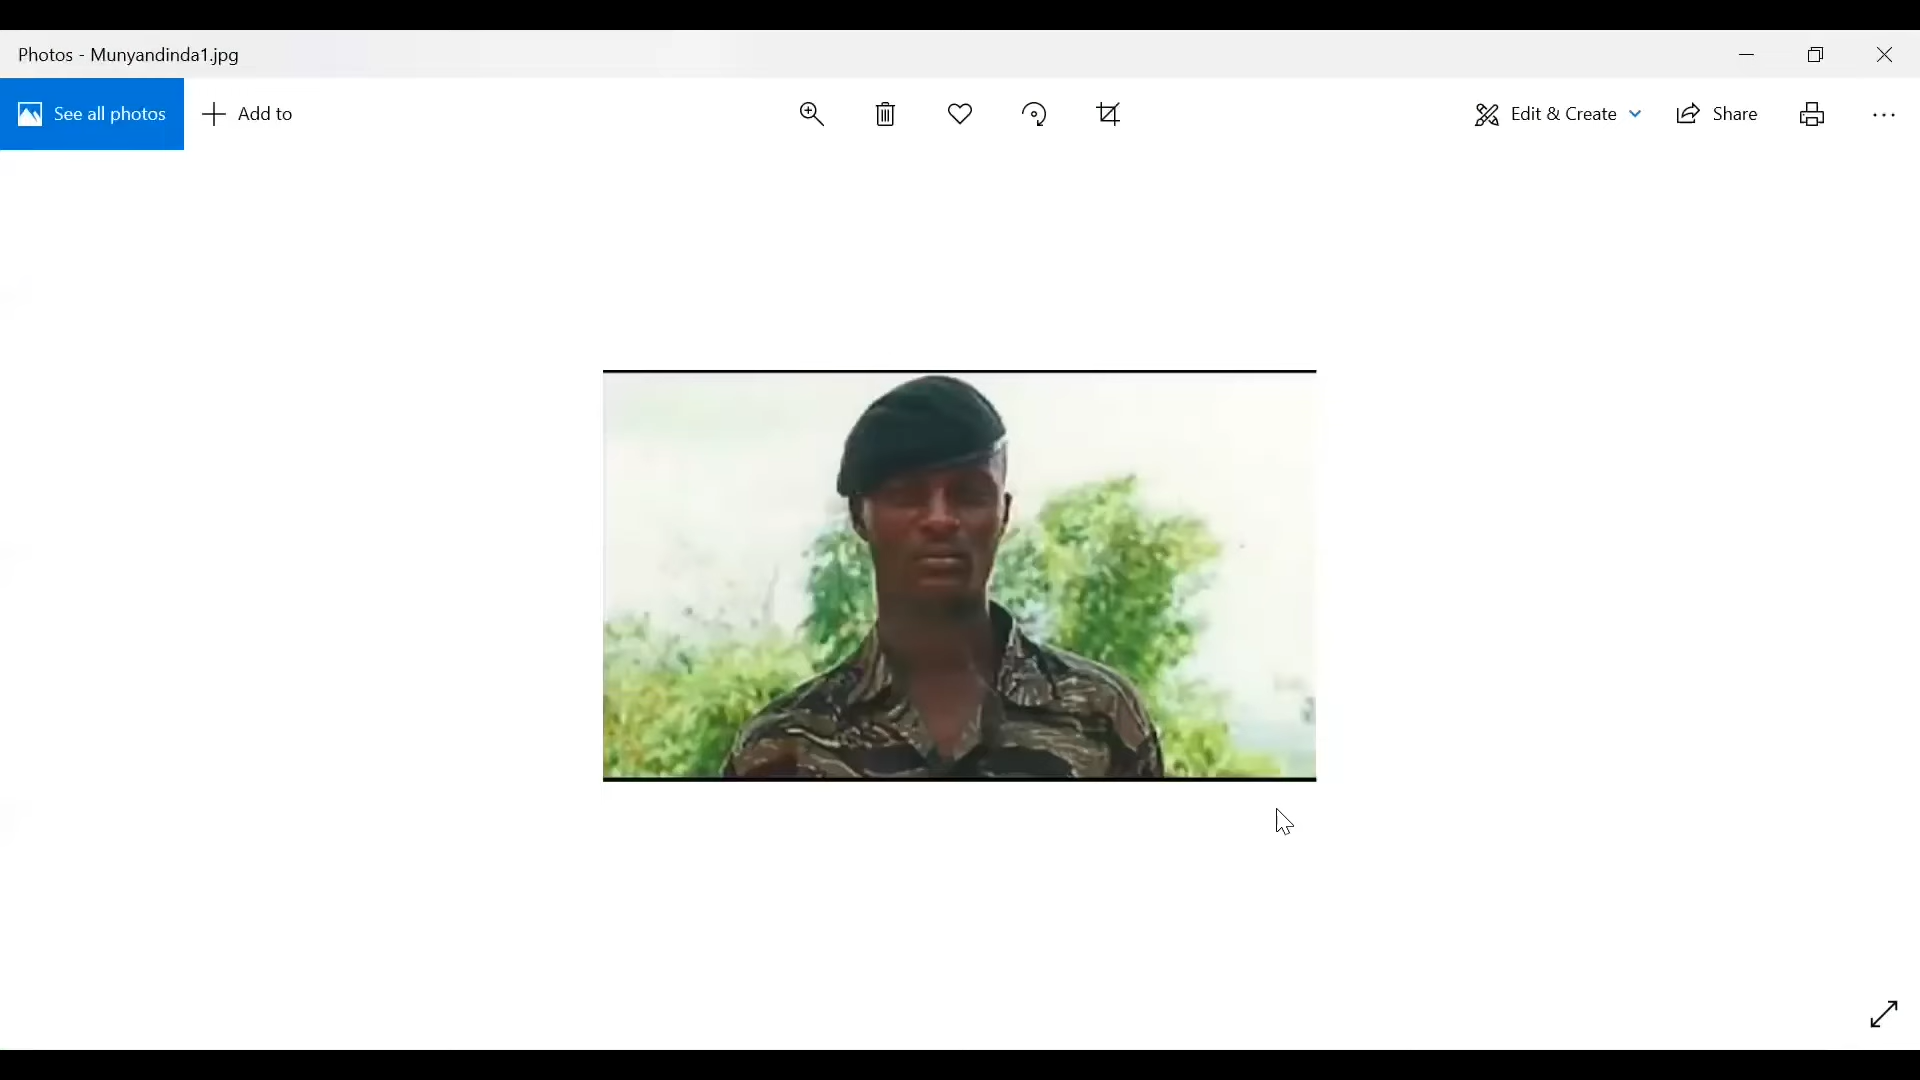 Photos - Munyandinda1.jpg
See all photos
Add to
Edit & Create
Share